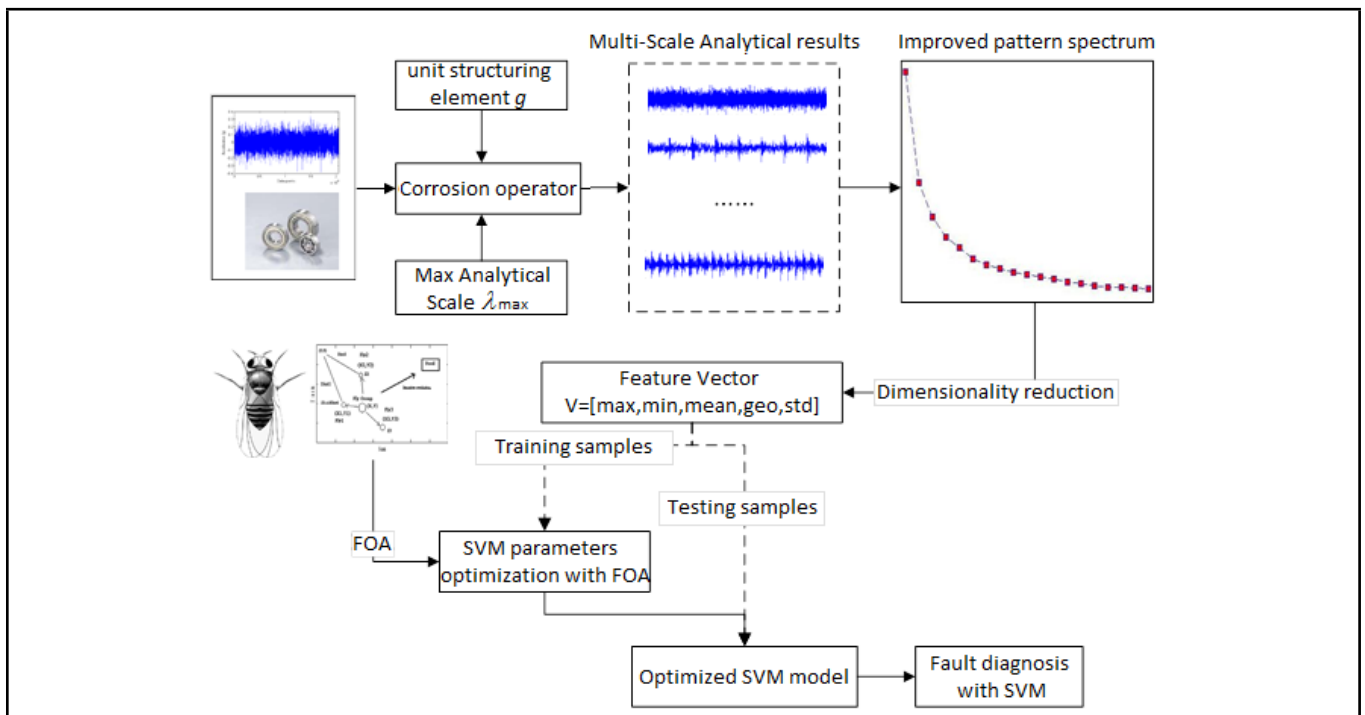 Multi-Scale Analytical results
Improved pattern spectrum
unit structuring
element g
Corrosion operator
......
Max Analytical
Scale λmax
Feature Vector
V=[max,min,mean,geo,std]
Dimensionality reduction
Training samples
Testing samples
FOA
SVM parameters
optimization with FOA
Optimized SVM model
Fault diagnosis
with SVM